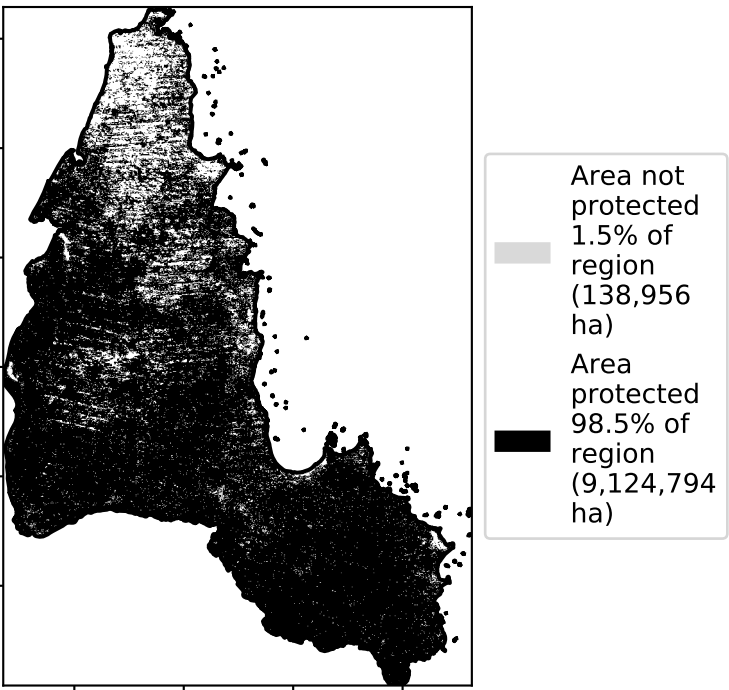 Area not
protected
1.5% of
region
(138,956
ha)
Area
protected
98.5% of
region
(9,124,794
ha)